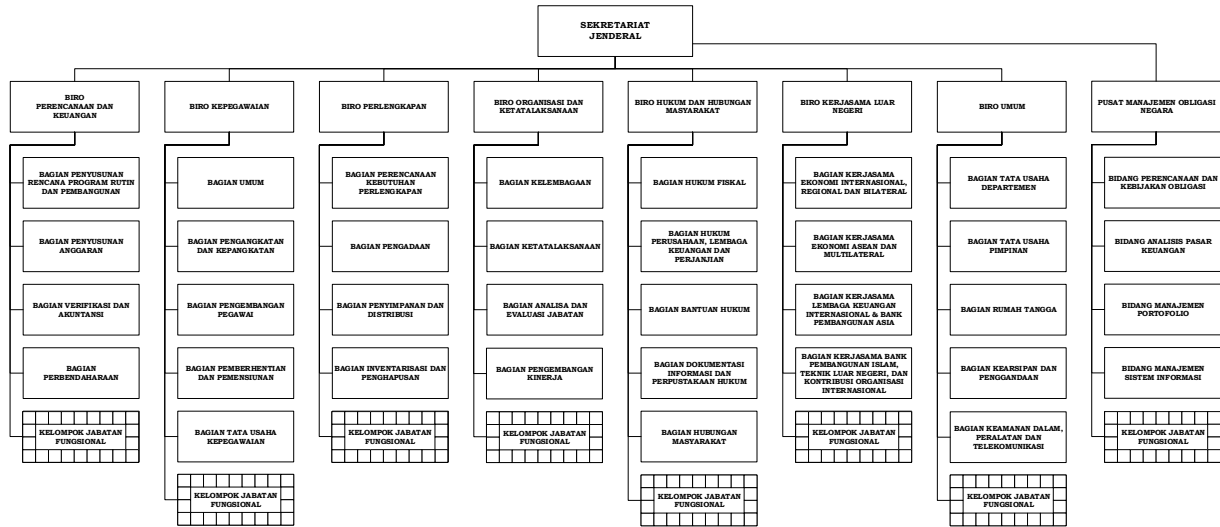 SEKRETARIAT
JENDERAL
BIRO
PERENCANAAN DAN
KEUANGAN
BAGIAN PENYUSUNAN
RENCANA PROGRAM RUTIN
DAN PEMBANGUNAN
BAGIAN PENYUSUNAN
ANGGARAN
BAGIAN VERIFIKASI DAN
AKUNTANSI
BAGIAN
PERBENDAHARAAN
KELOMPOK JABATAN
FUNGSIONAL
BIRO KEPEGAWAIAN
BAGIAN UMUM
BAGIAN PENGANGKATAN
DAN KEPANGKATAN
BAGIAN PENGEMBANGAN
PEGAWAI
BAGIAN PEMBERHENTIAN
DAN PEMENSIUNAN
BAGIAN TATA USAHA
KEPEGAWAIAN
KELOMPOK JABATAN
FUNGSIONAL
BIRO PERLENGKAPAN
BAGIAN PERENCANAAN
KEBUTUHAN
PERLENGKAPAN
BAGIAN PENGADAAN
BAGIAN PENYIMPANAN DAN
DISTRIBUSI
BAGIAN INVENTARISASI DAN
PENGHAPUSAN
KELOMPOK JABATAN
FUNGSIONAL
BIRO ORGANISASI DAN
KETATALAKSANAAN
BAGIAN KELEMBAGAAN
BAGIAN KETATALAKSANAAN
BAGIAN ANALISA DAN
EVALUASI JABATAN
BAGIAN PENGEMBANGAN
KINERJA
KELOMPOK JABATAN
FUNGSIONAL
BIRO HUKUM DAN HUBUNGAN
MASYARAKAT
BAGIAN HUKUM FISKAL
BAGIAN HUKUM
PERUSAHAAN, LEMBAGA
KEUANGAN DAN
PERJANJIAN
BAGIAN BANTUAN HUKUM
BAGIAN DOKUMENTASI
INFORMASI DAN
PERPUSTAKAAN HUKUM
BAGIAN HUBUNGAN
MASYARAKAT
KELOMPOK JABATAN
FUNGSIONAL
BIRO KERJASAMA LUAR
NEGERI
BAGIAN KERJASAMA
EKONOMI INTERNASIONAL,
REGIONAL DAN BILATERAL
BAGIAN KERJASAMA
EKONOMI ASEAN DAN
MULTILATERAL
BAGIAN KERJASAMA
LEMBAGA KEUANGAN
INTERNASIONAL & BANK
PEMBANGUNAN ASIA
BAGIAN KERJASAMA BANK
PEMBANGUNAN ISLAM,
TEKNIK LUAR NEGERI, DAN
KONTRIBUSI ORGANISASI
INTERNASIONAL
KELOMPOK JABATAN
FUNGSIONAL
BIRO UMUM
BAGIAN TATA USAHA
DEPARTEMEN
BAGIAN TATA USAHA
PIMPINAN
BAGIAN RUMAH TANGGA
BAGIAN KEARSIPAN DAN
PENGGANDAAN
BAGIAN KEAMANAN DALAM,
PERALATAN DAN
TELEKOMUNIKASI
KELOMPOK JABATAN
FUNGSIONAL
PUSAT MANAJEMEN OBLIGASI
NEGARA
BIDANG PERENCANAAN DAN
KEBIJAKAN OBLIGASI
BIDANG ANALISIS PASAR
KEUANGAN
BIDANG MANAJEMEN
PORTOFOLIO
BIDANG MANAJEMEN
SISTEM INFORMASI
KELOMPOK JABATAN
FUNGSIONAL